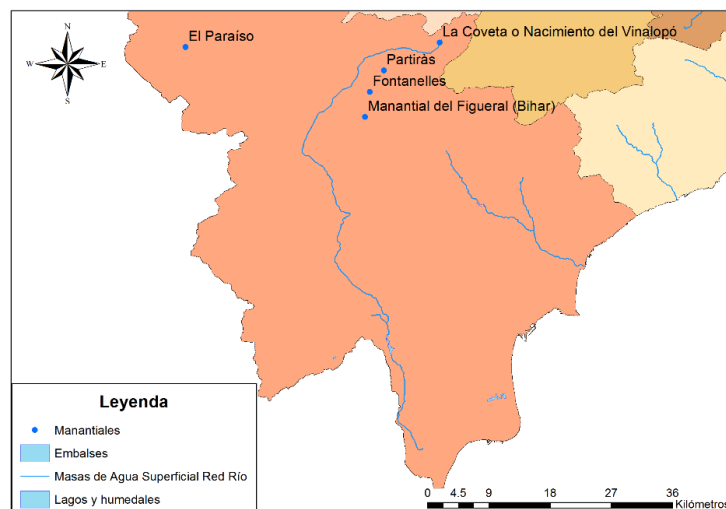 N
W E
S
El Paraíso
La Coveta o Nacimiento del Vinalopó
Partirás
Fontanelles
Manantial del Figueral (Bihar)
Leyenda
Manantiales
Embalses
Masas de Agua Superficial Red Río
Lagos y humedales
0 4.5 9 18 27 36
Kilómetros